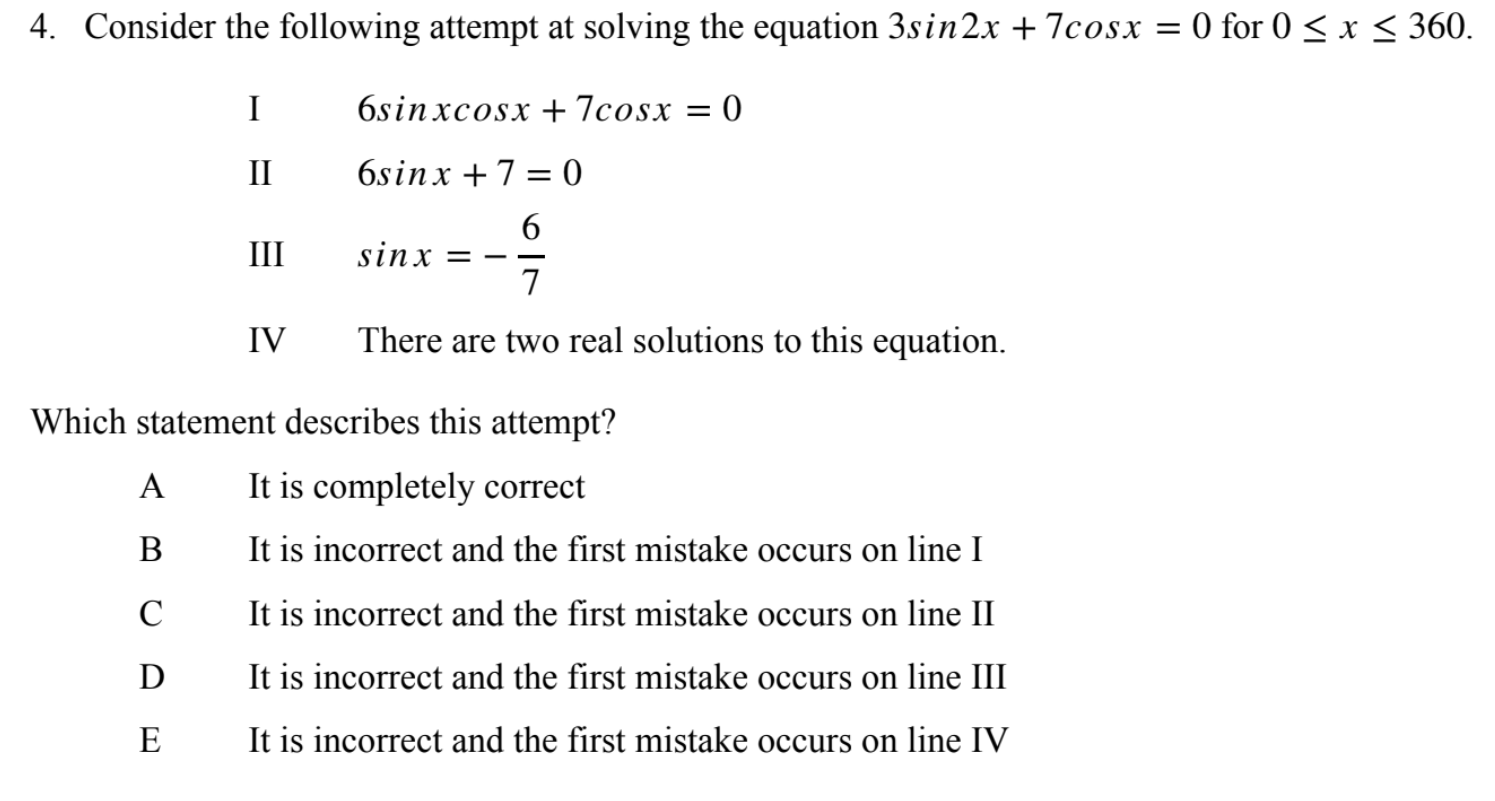 4. Consider the following attempt at solving the equation 3sin2x + 7cosx = 0 for 0 ≤ x ≤ 360.
I 6sinxcosx + 7cosx = 0
II 6sinx + 7 = 0
III sinx = −6/7
IV There are two real solutions to this equation.
Which statement describes this attempt?
A It is completely correct
B It is incorrect and the first mistake occurs on line I
C It is incorrect and the first mistake occurs on line II
D It is incorrect and the first mistake occurs on line III
E It is incorrect and the first mistake occurs on line IV